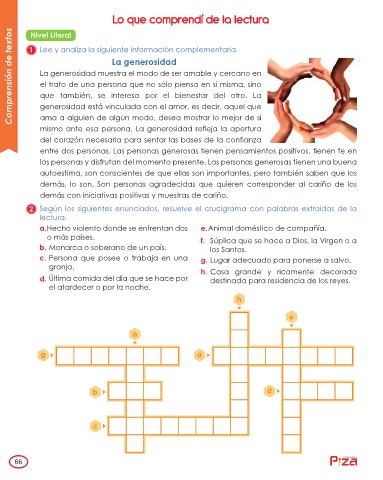 Lo que comprendí de la lectura
Comprensión de textos
Nivel Literal
1 Lee y analiza la siguiente información complementaria.
La generosidad
La generosidad muestra el modo de ser amable y cercano en
el trato de una persona que no sólo piensa en sí misma, sino
que también, se interesa por el bienestar del otro. La
generosidad está vinculada con el amor, es decir, aquel que
ama a alguien de algún modo, desea mostrar lo mejor de sí
mismo ante esa persona. La generosidad refleja la apertura
del corazón necesaria para sentar las bases de la confianza
entre dos personas. Las personas generosas tienen pensamientos positivos, tienen fe en
las personas y disfrutan del momento presente. Las personas generosas tienen una buena
autoestima, son conscientes de que ellas son importantes, pero también saben que los
demás, lo son. Son personas agradecidas que quieren corresponder al cariño de los
demás con iniciativas positivas y muestras de cariño.
2 Según los siguientes enunciados, resuelve el crucigrama con palabras extraídas de la
lectura.
a. Hecho violento donde se enfrentan dos
o más países.
b. Monarca o soberano de un país.
c. Persona que posee o trabaja en una
granja.
d. Última comida del día que se hace por
el atardecer o por la noche.
e. Animal doméstico de compañía.
f. Súplica que se hace a Dios, la Virgen o a
los Santos.
g. Lugar adecuado para ponerse a salvo.
h. Casa grande y ricamente decorada
destinada para residencia de los reyes.
h
e
a
g
a
b
d
c
66
Piza